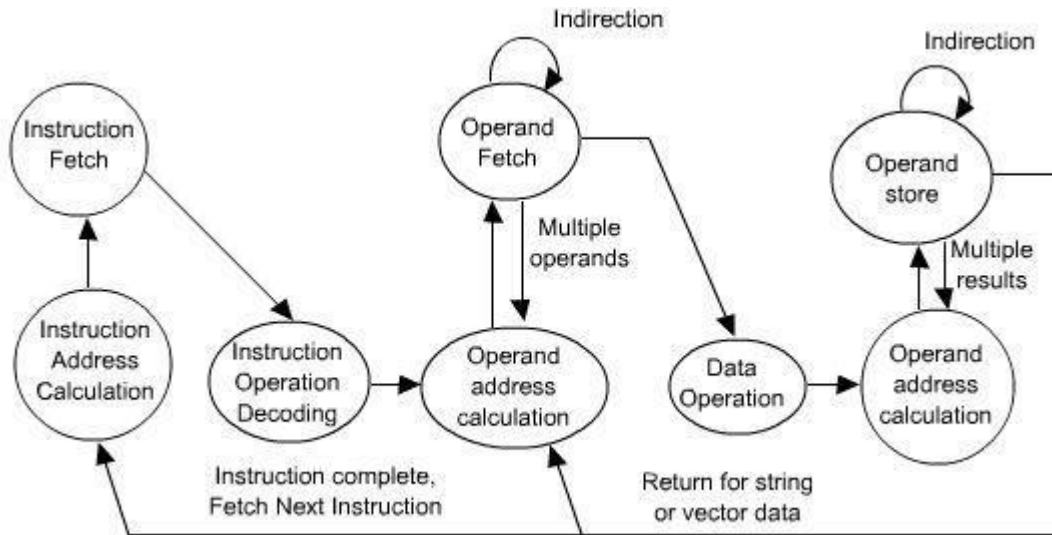 Indirection
Indirection
Instruction
Fetch
Operand
Fetch
Operand
store
Multiple
operands
Multiple
results
Instruction
Address
Calculation
Instruction
Operation
Decoding
Operand
address
calculation
Data
Operation
Operand
address
calculation
Instruction complete,
Fetch Next Instruction
Return for string
or vector data